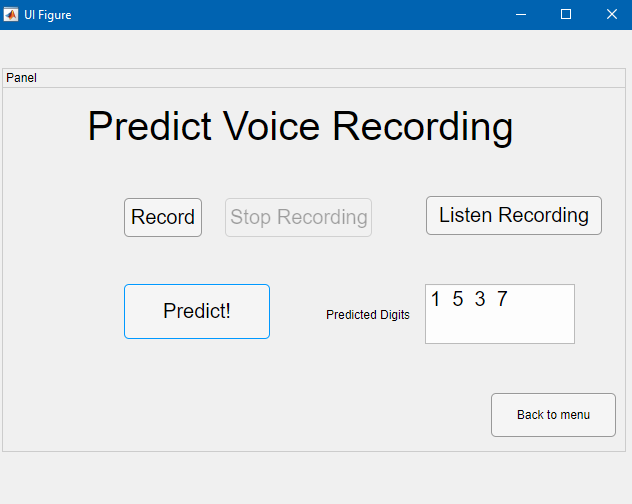 UI Figure
Panel
Predict Voice Recording
Record Stop Recording Listen Recording
Predict! Predicted Digits 1 5 3 7
Back to menu